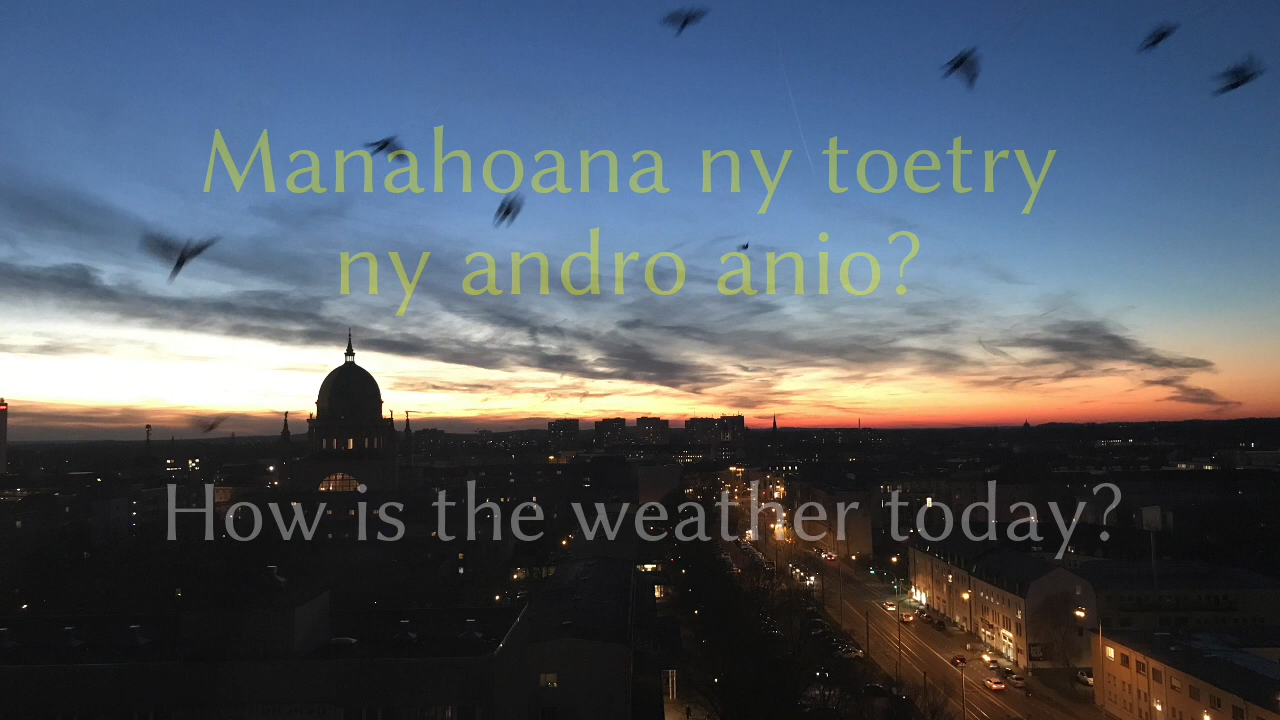 Manahoana ny toetry
ny andro anio?
How is the weather today?